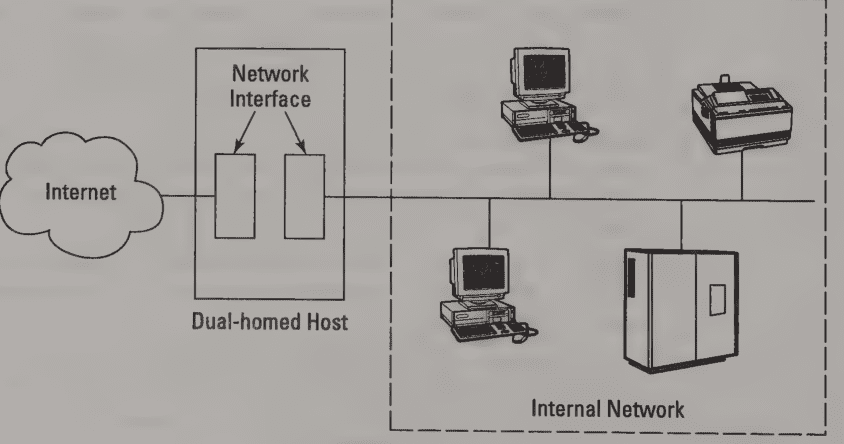 Network
Interface
Internet
Dual-homed Host
Internal Network